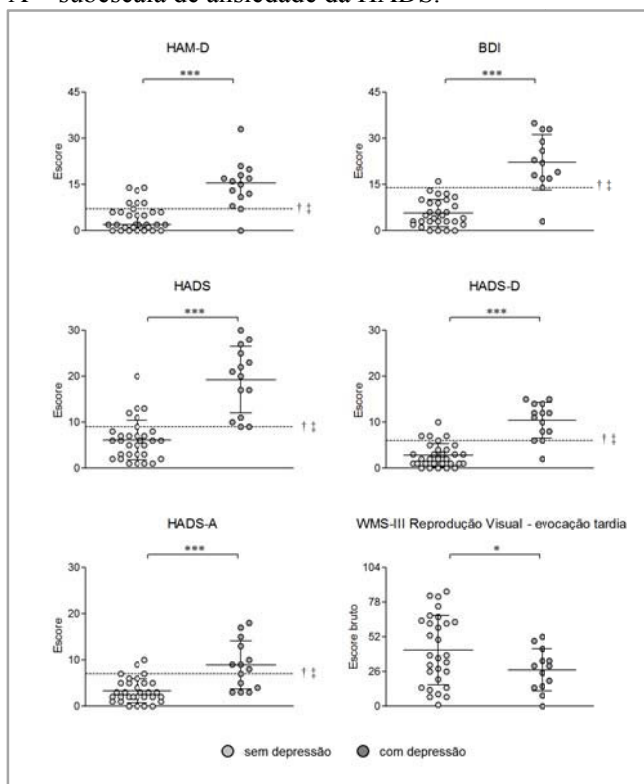 A – subescala de ansiedade da HADS.
HAM-D
***
45
30
15
0
Escore
† ‡
BDI
***
45
30
15
0
Escore
† ‡
HADS
***
30
20
10
0
Escore
† ‡
HADS-D
***
30
20
10
0
Escore
† ‡
HADS-A
***
30
20
10
0
Escore
† ‡
WMS-III Reprodução Visual - evocação tardia
*
104
78
52
26
0
Escore bruto
sem depressão
com depressão